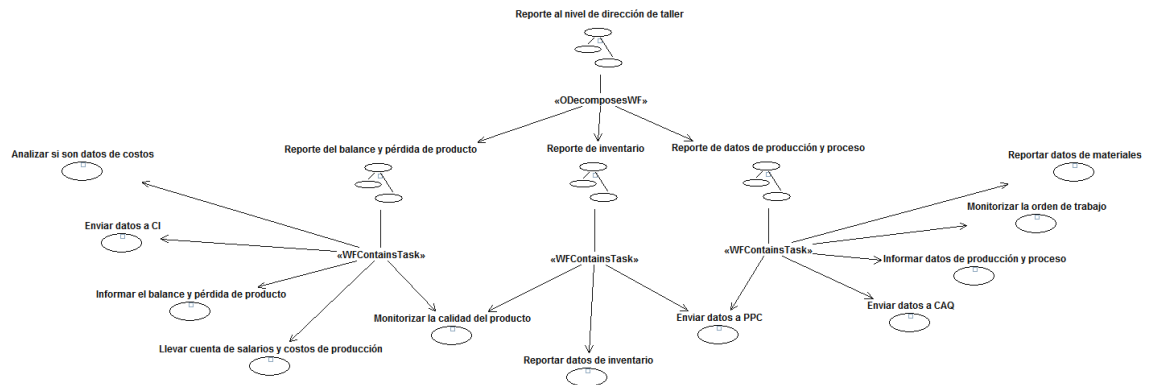 Reporte al nivel de dirección de taller
«ODecomposesWF»
Reporte del balance y pérdida de producto
Reporte de inventario
Reporte de datos de producción y proceso
Analizar si son datos de costos
Reportar datos de materiales
Enviar datos a CI
Monitorizar la orden de trabajo
«WFContainsTask»
«WFContainsTask»
«WFContainsTask»
Informar datos de producción y proceso
Informar el balance y pérdida de producto
Enviar datos a CAQ
Monitorizar la calidad del producto
Enviar datos a PPC
Llevar cuenta de salarios y costos de producción
Reportar datos de inventario